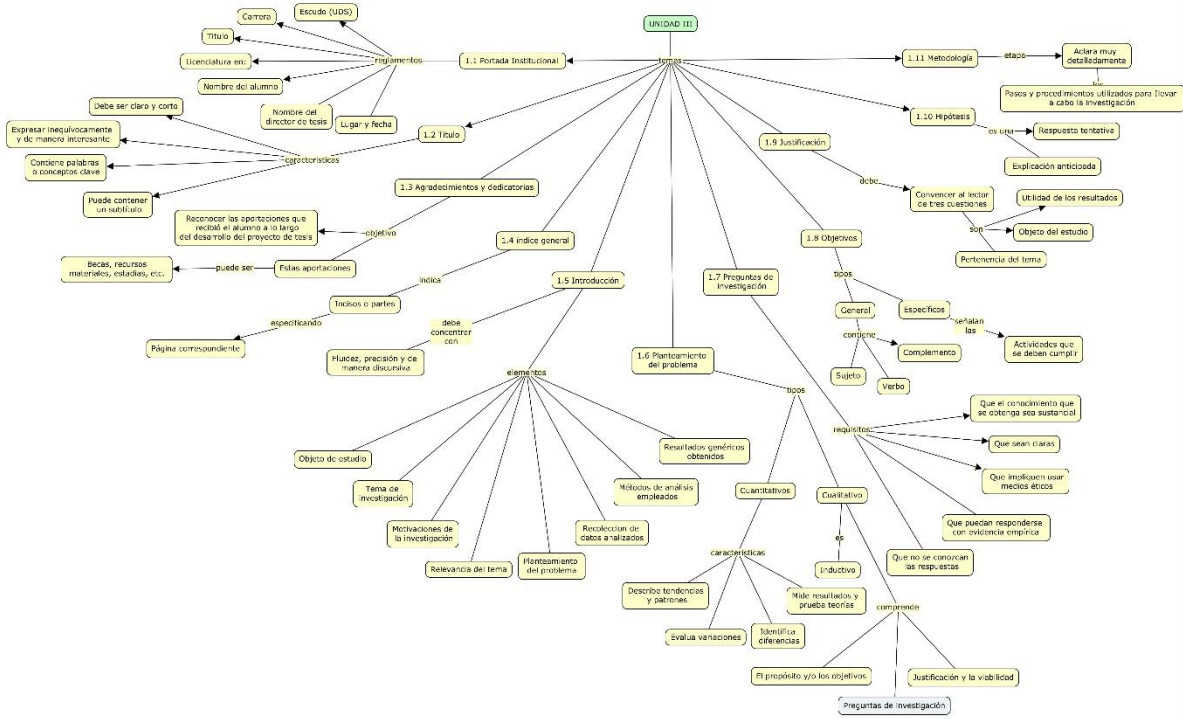 UNIDAD III
temas
1.1 Portada Institucional
reglamentos
Escudo (UDS)
Carrera
Titulo
Licenciatura en:
Nombre del alumno
Nombre del
director de tesis
Lugar y fecha
1.2 Titulo
características
Debe ser claro y corto
Expresar inequívocamente
y de manera interesante
Contiene palabras
o conceptos clave
Puede contener
un subtítulo
1.3 Agradecimientos y dedicatorias
objetivo
Reconocer las aportaciones que
recibió el alumno a lo largo
del desarrollo del proyecto de tesis
Estas aportaciones
puede ser
Becas, recursos
materiales, estadías, etc.
1.4 índice general
indica
Incisos o partes
especificando
Página correspondiente
1.5 Introducción
debe
concentrar
con
Fluidez, precisión y de
manera discursiva
elementos
Objeto de estudio
Tema de
investigación
Motivaciones de
la investigación
Relevancia del tema
Planteamiento
del problema
Recoleccion de
datos analizados
Métodos de análisis
empleados
Resultados genéricos
obtenidos
1.6 Planteamiento
del problema
tipos
Cuantitativos
características
Describe tendencias
y patrones
Evalua variaciones
Identifica
diferencias
Mide resultados y
prueba teorías
Cualitativo
es
Inductivo
comprende
El propósito y/o los objetivos
Preguntas de investigación
Justificación y la viabilidad
1.7 Preguntas de
investigación
requisitos
Que el conocimiento que
se obtenga sea sustancial
Que sean claras
Que impliquen usar
medios éticos
Que puedan responderse
con evidencia empírica
Que no se conozcan
las respuestas
1.8 Objetivos
tipos
General
contiene
Sujeto
Verbo
Complemento
Específicos
señalan
las
Actividades que
se deben cumplir
1.9 Justificación
debe
Convencer al lector
de tres cuestiones
son
Utilidad de los resultados
Objeto del estudio
Pertenencia del tema
1.10 Hipótesis
es una
Respuesta tentativa
Explicación anticipada
1.11 Metodología
etapa
Aclara muy
detalladamente
los
Pasos y procedimientos utilizados para llevar
a cabo la investigación